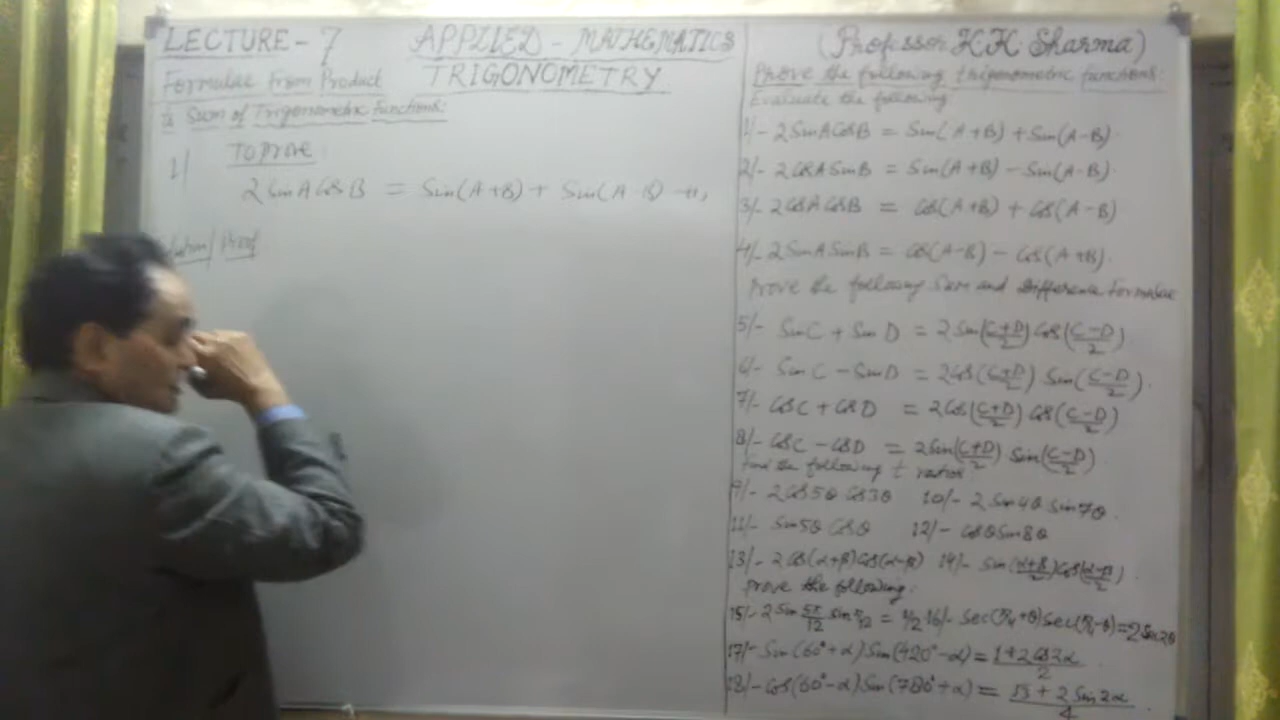 LECTURE - 7 APPLIED - MATHEMATICS
TRIGONOMETRY
Formulae From Product
to Sum of Trigonometric Functions:
1/ To Prove
2 Sin A Cos B = Sin(A+B) + Sin(A-B) →1,
Proof
(Professor KK Sharma)
Prove the following trigonometric functions:
Evaluate the following
1/- 2 Sin A Cos B = Sin(A+B) + Sin(A-B).
2/- 2 Cos A Sin B = Sin(A+B) - Sin(A-B).
3/- 2 Cos A Cos B = Cos(A+B) + Cos(A-B)
4/- 2 Sin A Sin B = Cos(A-B) - Cos(A+B).
Prove the following Sum and Difference Formulae
5/- Sin C + Sin D = 2 Sin(C+D/2) Cos(C-D/2)
6/- Sin C - Sin D = 2 Cos(C+D/2) Sin(C-D/2).
7/- Cos C + Cos D = 2 Cos(C+D/2) Cos(C-D/2)
8/- Cos C - Cos D = 2 Sin(C+D/2) Sin(C-D/2).
Find the following t ratios
9/- 2 Cos 5θ Cos 3θ 10/- 2 Sin 4θ Sin 7θ.
11/- Sin 5θ Cos θ 12/- Cos θ Sin 8θ
13/- 2 Cos(α+β) Cos(α-β) 14/- Sin(α+β/2) Cos(α-β/2).
Prove the following:
15/- 2 Sin 5π/12 Sin π/12 = 1/2 16/- Sec(π/4+θ) Sec(π/4-θ) = 2 Sec 2θ
17/- Sin(60°+α) Sin(420°-α) = 1+2 Cos 2α/2
18/- Cos(60°-α) Sin(780°+α) = √3 + 2 Sin 2α/4.